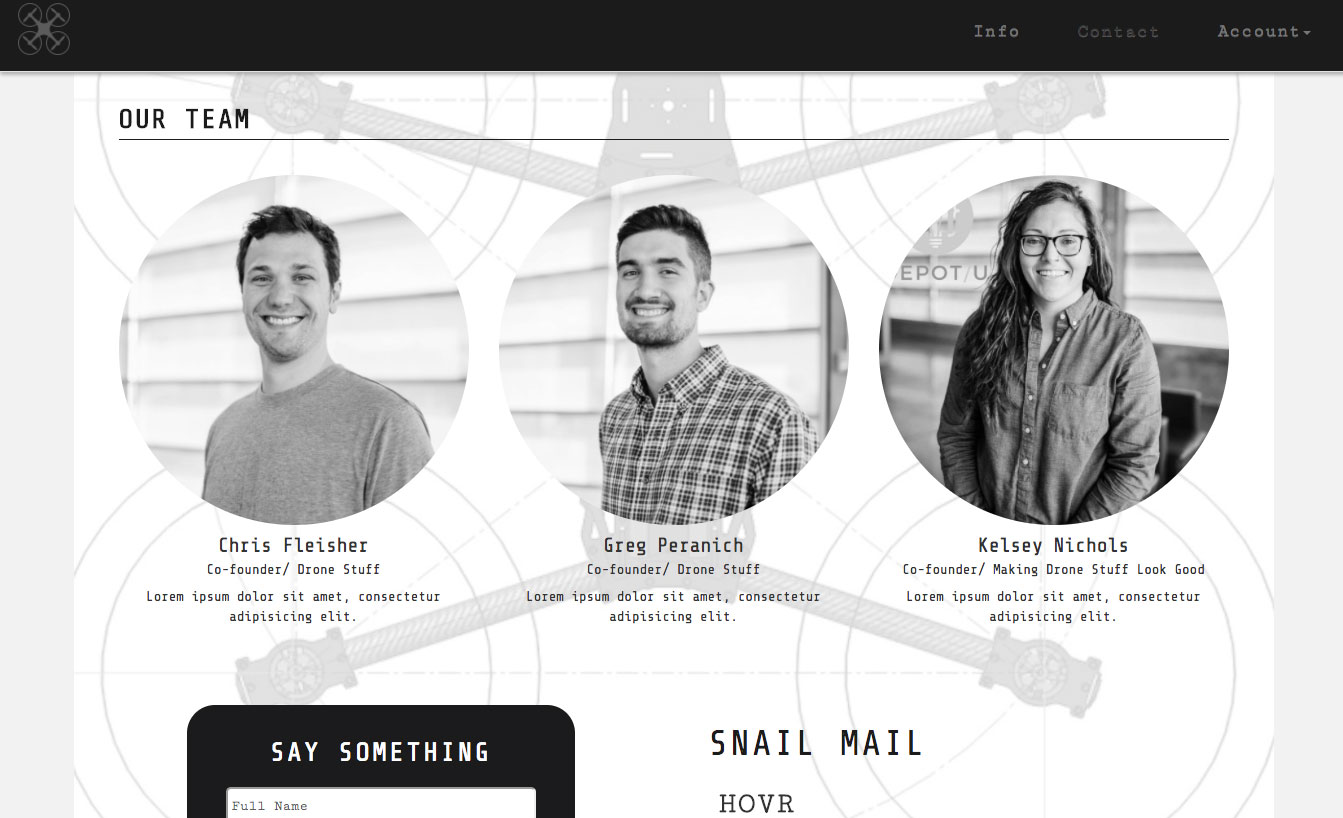 Info Contact Account
OUR TEAM
EPOT/U
Chris Fleisher
Co-founder/ Drone Stuff
Lorem ipsum dolor sit amet, consectetur
adipisicing elit.
Greg Peranich
Co-founder/ Drone Stuff
Lorem ipsum dolor sit amet, consectetur
adipisicing elit.
Kelsey Nichols
Co-founder/ Making Drone Stuff Look Good
Lorem ipsum dolor sit amet, consectetur
adipisicing elit.
SAY SOMETHING
Full Name
SNAIL MAIL
HOVR